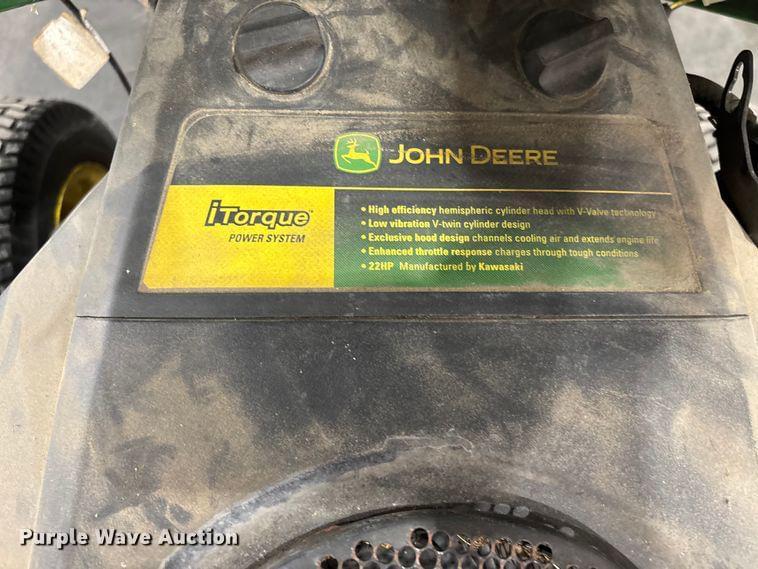 JOHN DEERE
iTorque™
POWER SYSTEM
• High efficiency hemispheric cylinder head with V-Valve technology
• Low vibration V-twin cylinder design
• Exclusive hood design channels cooling air and extends engine life
• Enhanced throttle response charges through tough conditions
• 22HP Manufactured by Kawasaki
Purple Wave Auction